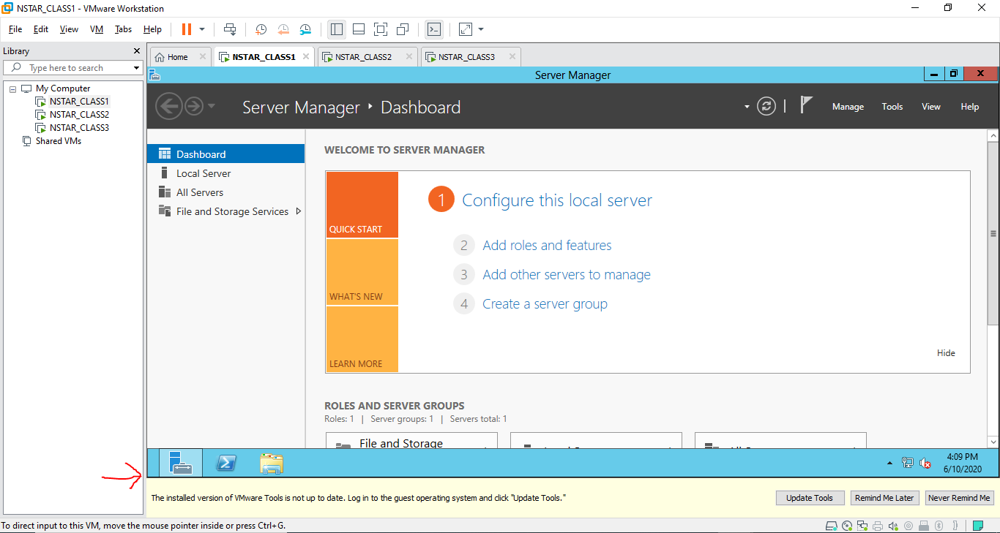 NSTAR_CLASS1 - VMware Workstation
File Edit View VM Tabs Help
Library
Type here to search
My Computer
NSTAR_CLASS1
NSTAR_CLASS2
NSTAR_CLASS3
Shared VMs
Home NSTAR_CLASS1 NSTAR_CLASS2 NSTAR_CLASS3
Server Manager
Server Manager Dashboard
Manage Tools View Help
Dashboard
Local Server
All Servers
File and Storage Services
WELCOME TO SERVER MANAGER
QUICK START
WHAT'S NEW
LEARN MORE
1 Configure this local server
2 Add roles and features
3 Add other servers to manage
4 Create a server group
Hide
ROLES AND SERVER GROUPS
Roles: 1 | Server groups: 1 | Servers total: 1
File and Storage
4:09 PM
6/10/2020
The installed version of VMware Tools is not up to date. Log in to the guest operating system and click "Update Tools."
Update Tools Remind Me Later Never Remind Me
To direct input to this VM, move the mouse pointer inside or press Ctrl+G.